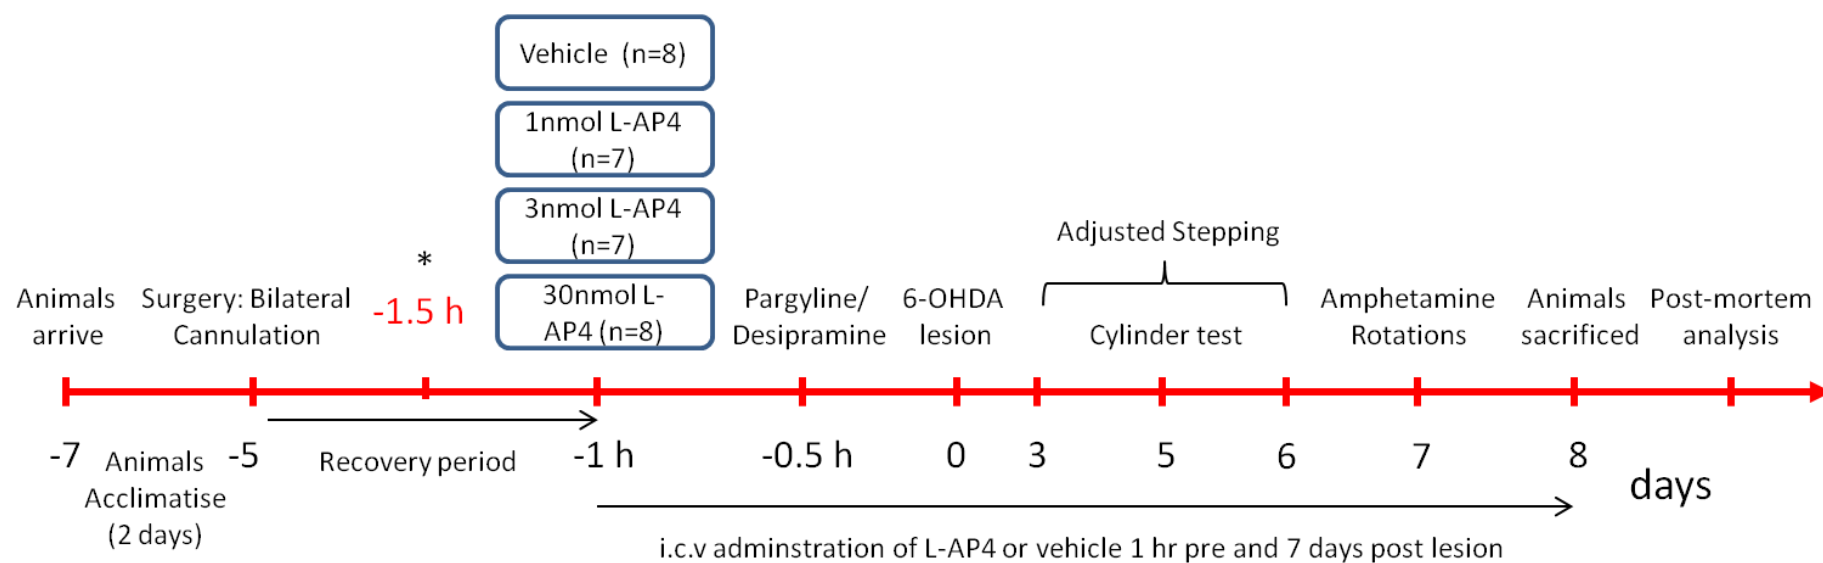 Vehicle (n=8)
1nmol L-AP4
(n=7)
3nmol L-AP4
(n=7)
30nmol L-
AP4 (n=8)
Animals
arrive
Surgery: Bilateral
Cannulation
*
-1.5 h
Pargyline/
Desipramine
6-OHDA
lesion
Adjusted Stepping
Cylinder test
Amphetamine
Rotations
Animals
sacrificed
Post-mortem
analysis
-7
Animals
Acclimatise
(2 days)
-5
Recovery period
-1 h
-0.5 h
0
3
5
6
7
8
days
i.c.v adminstration of L-AP4 or vehicle 1 hr pre and 7 days post lesion